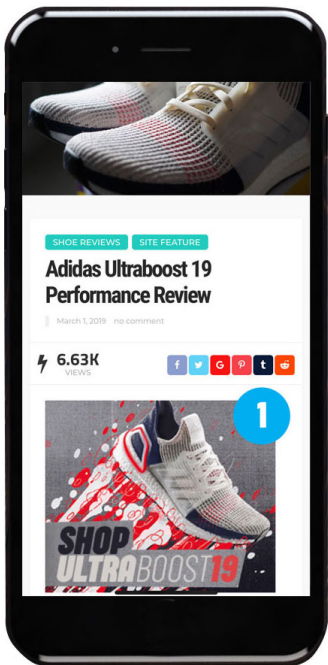 SHOE REVIEWS SITE FEATURE
Adidas Ultraboost 19
Performance Review
March 1, 2019 no comment
6.63K
VIEWS
f G t
1
SHOP
ULTRABOOST19